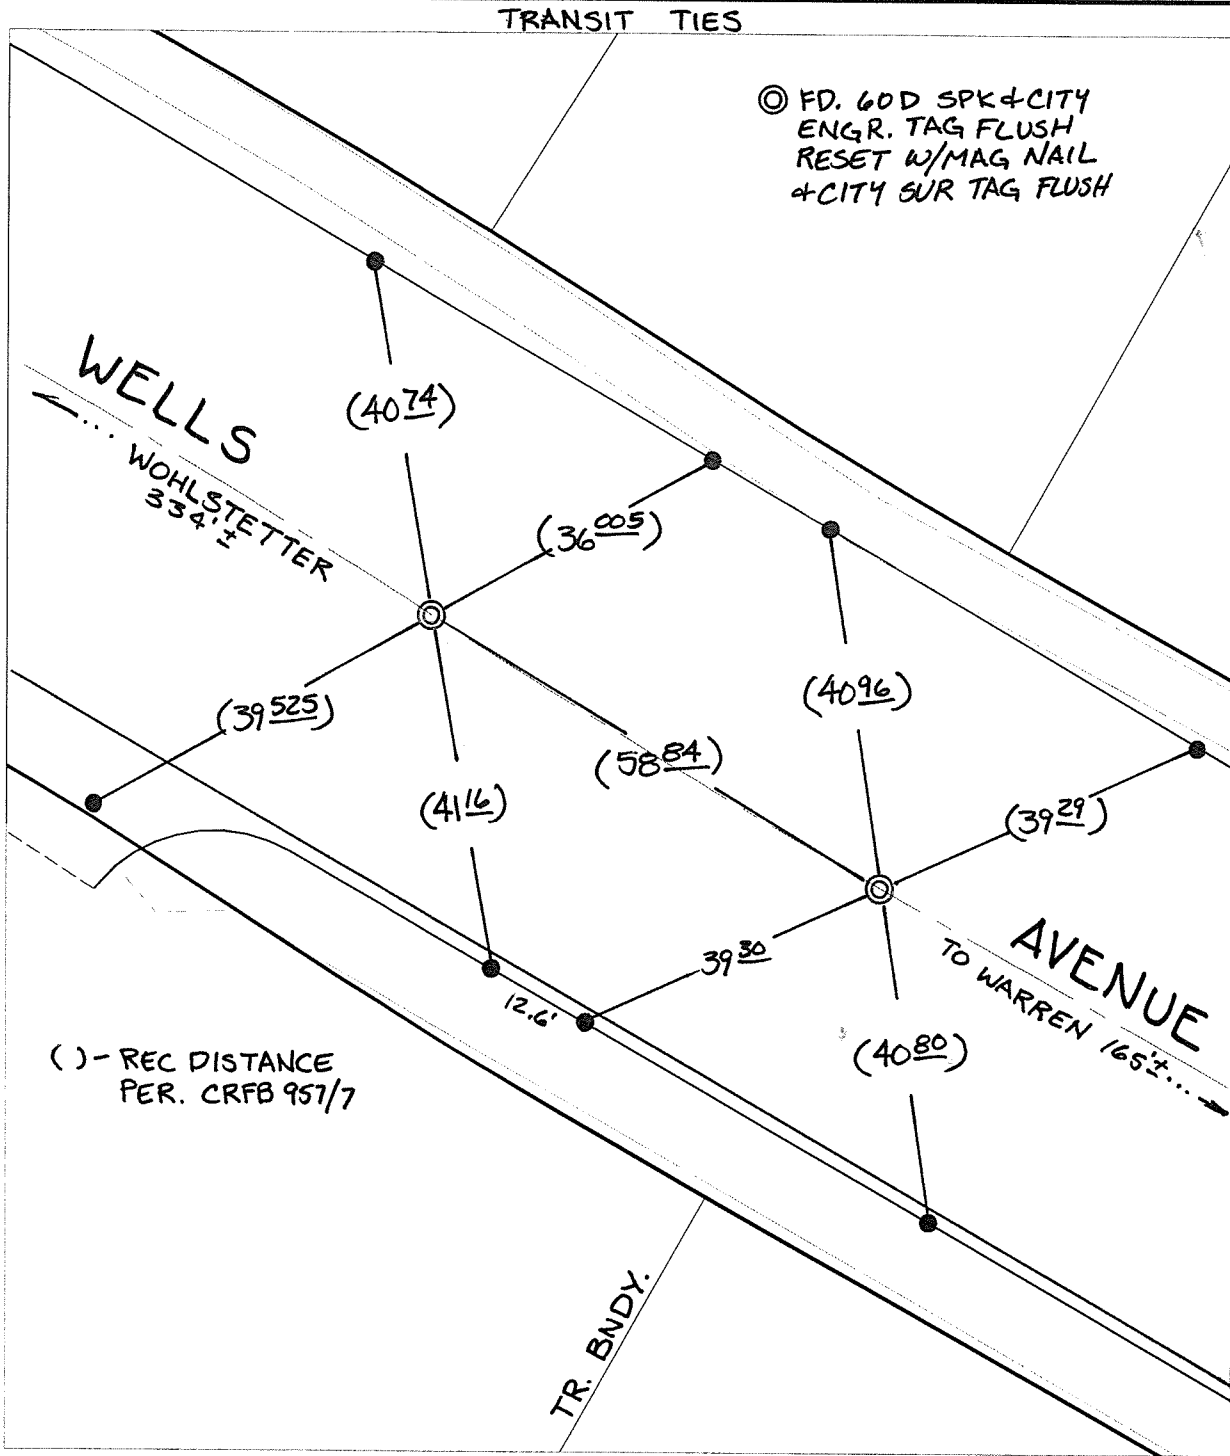 TRANSIT TIES
◎ FD. 60D SPK & CITY
ENGR. TAG FLUSH
RESET W/MAG NAIL
& CITY SUR TAG FLUSH
WELLS
WOHLSTETTER
334'±
(40 74)
(36 005)
(39 525)
(41 16)
(58 84)
(40 96)
(39 29)
39 30
(40 80)
12.6'
AVENUE
TO WARREN 165'±...
( ) - REC DISTANCE
PER. CRFB 957/7
TR. BNDY.